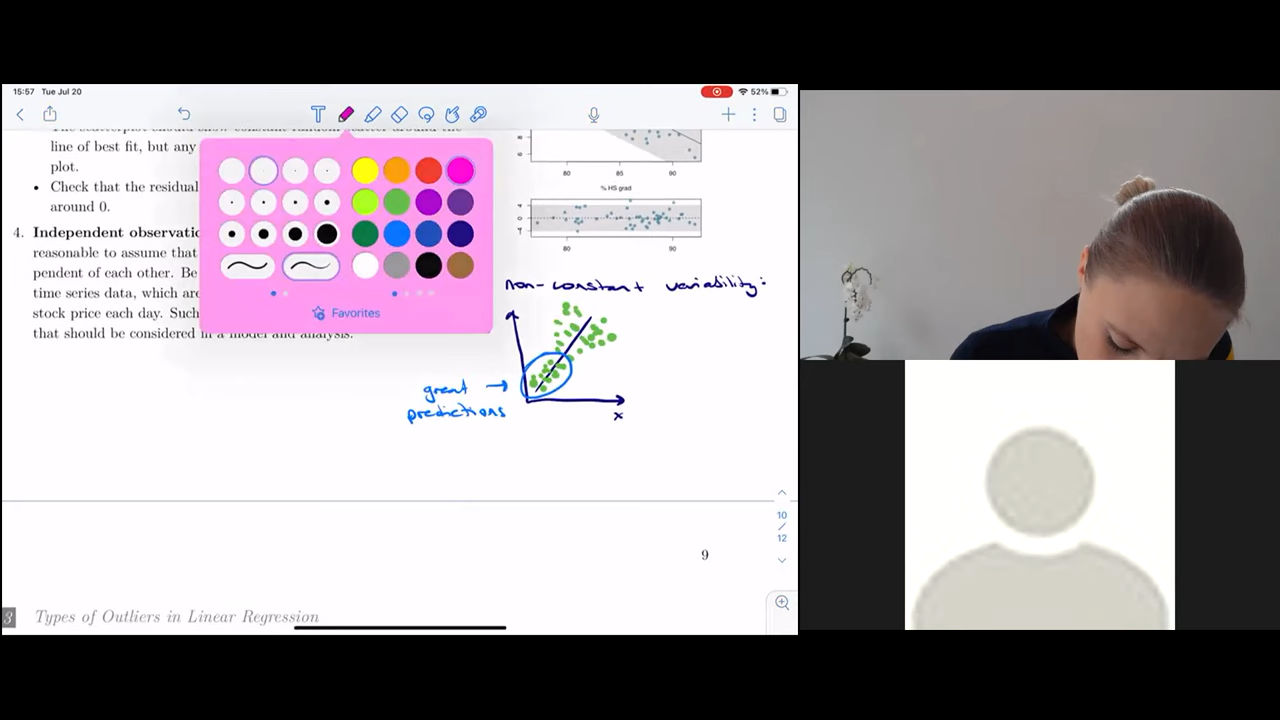 15:57 Tue Jul 20
52%
line of best fit, but any
plot.
• Check that the residual
around 0.
4. Independent observatio
reasonable to assume that
pendent of each other. Be
time series data, which are
stock price each day. Such
that should be considered in a model and analysis.
Favorites
80 85 90
% HS grad
80 90
non-constant variability:
great
predictions
x
10
/
12
9
3 Types of Outliers in Linear Regression